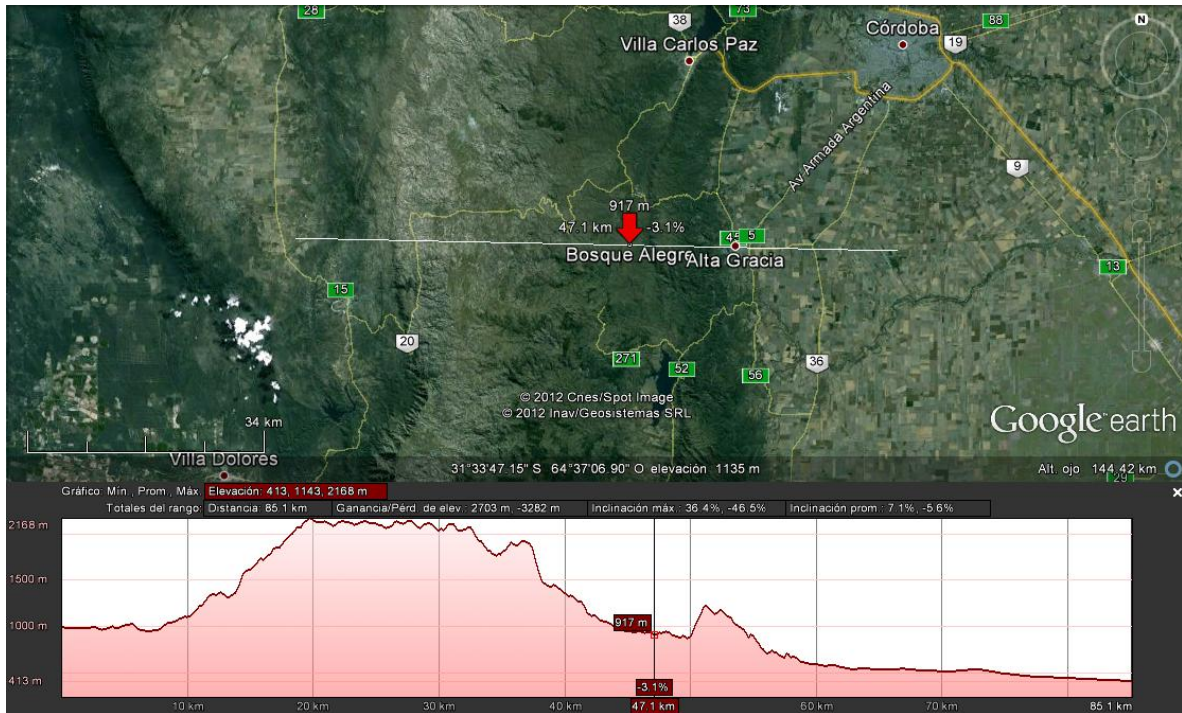 28
38
73
88
Villa Carlos Paz
Córdoba
19
N
Av Armada Argentina
9
917 m
47.1 km
-3.1%
45
5
Bosque Alegre
Alta Gracia
13
15
20
271
52
56
36
© 2012 Cnes/Spot Image
© 2012 Inav/Geosistemas SRL
Google earth
34 km
Villa Dolores
31°33'47.15" S 64°37'06.90" O elevación 1135 m
Alt. ojo 144.42 km
29
Gráfico: Mín., Prom., Máx. Elevación: 413, 1143, 2168 m
Totales del rango: Distancia: 85.1 km Ganancia/Pérd. de elev.: 2703 m, -3282 m Inclinación máx.: 36.4%, -46.5% Inclinación prom.: 7.1%, -5.6%
2168 m
1500 m
1000 m
413 m
917 m
-3.1%
10 km
20 km
30 km
40 km
47.1 km
60 km
70 km
85.1 km